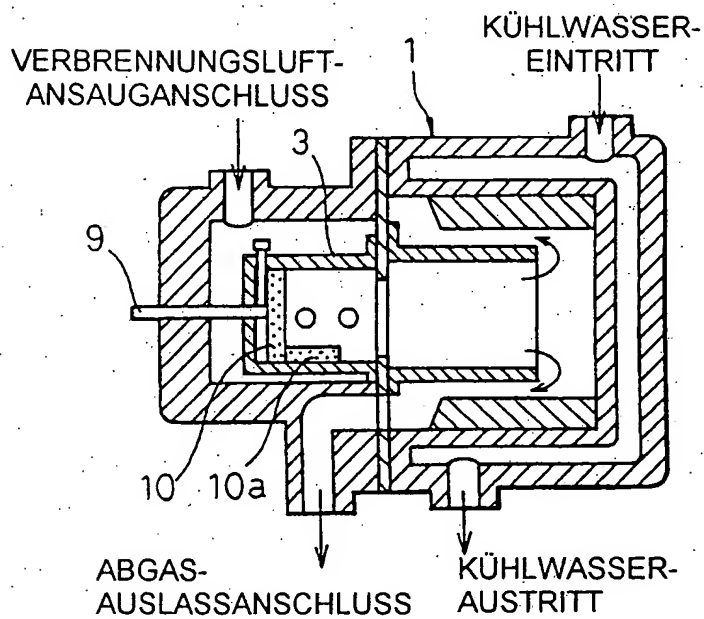 KÜHLWASSER-
EINTRITT
VERBRENNUNGSLUFT-
ANSAUGANSCHLUSS
1
3
9
10
10a
ABGAS-
AUSLASSANSCHLUSS
KÜHLWASSER-
AUSTRITT